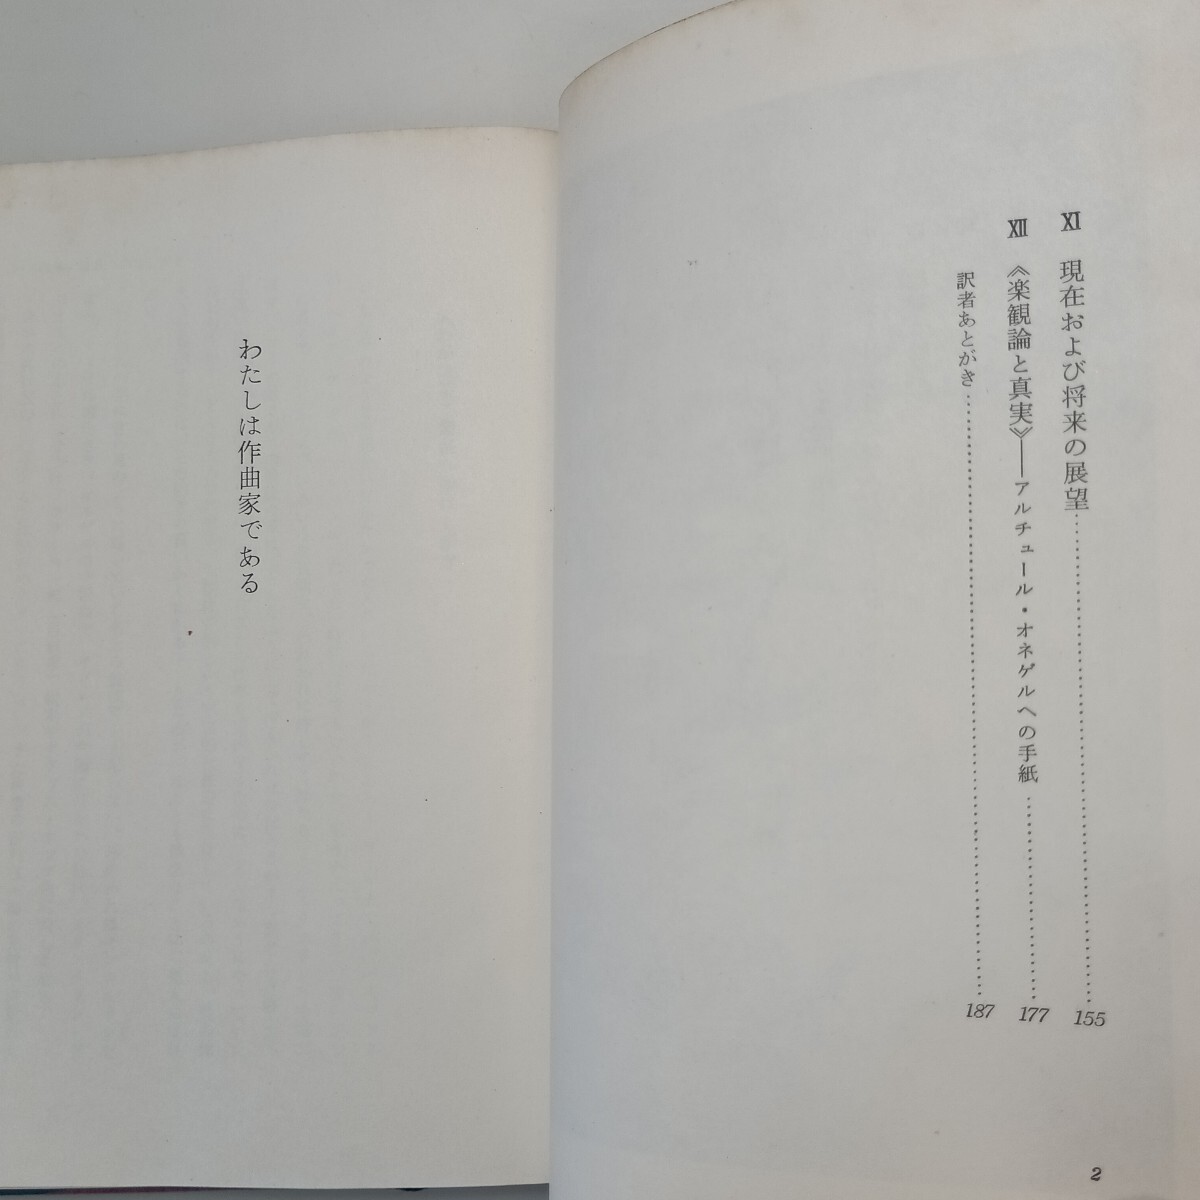 XI 現在および将来の展望……………………155
XII 《楽観論と真実》——アルチュール・オネゲルへの手紙……………………177
訳者あとがき……………………187
2
わたしは作曲家である